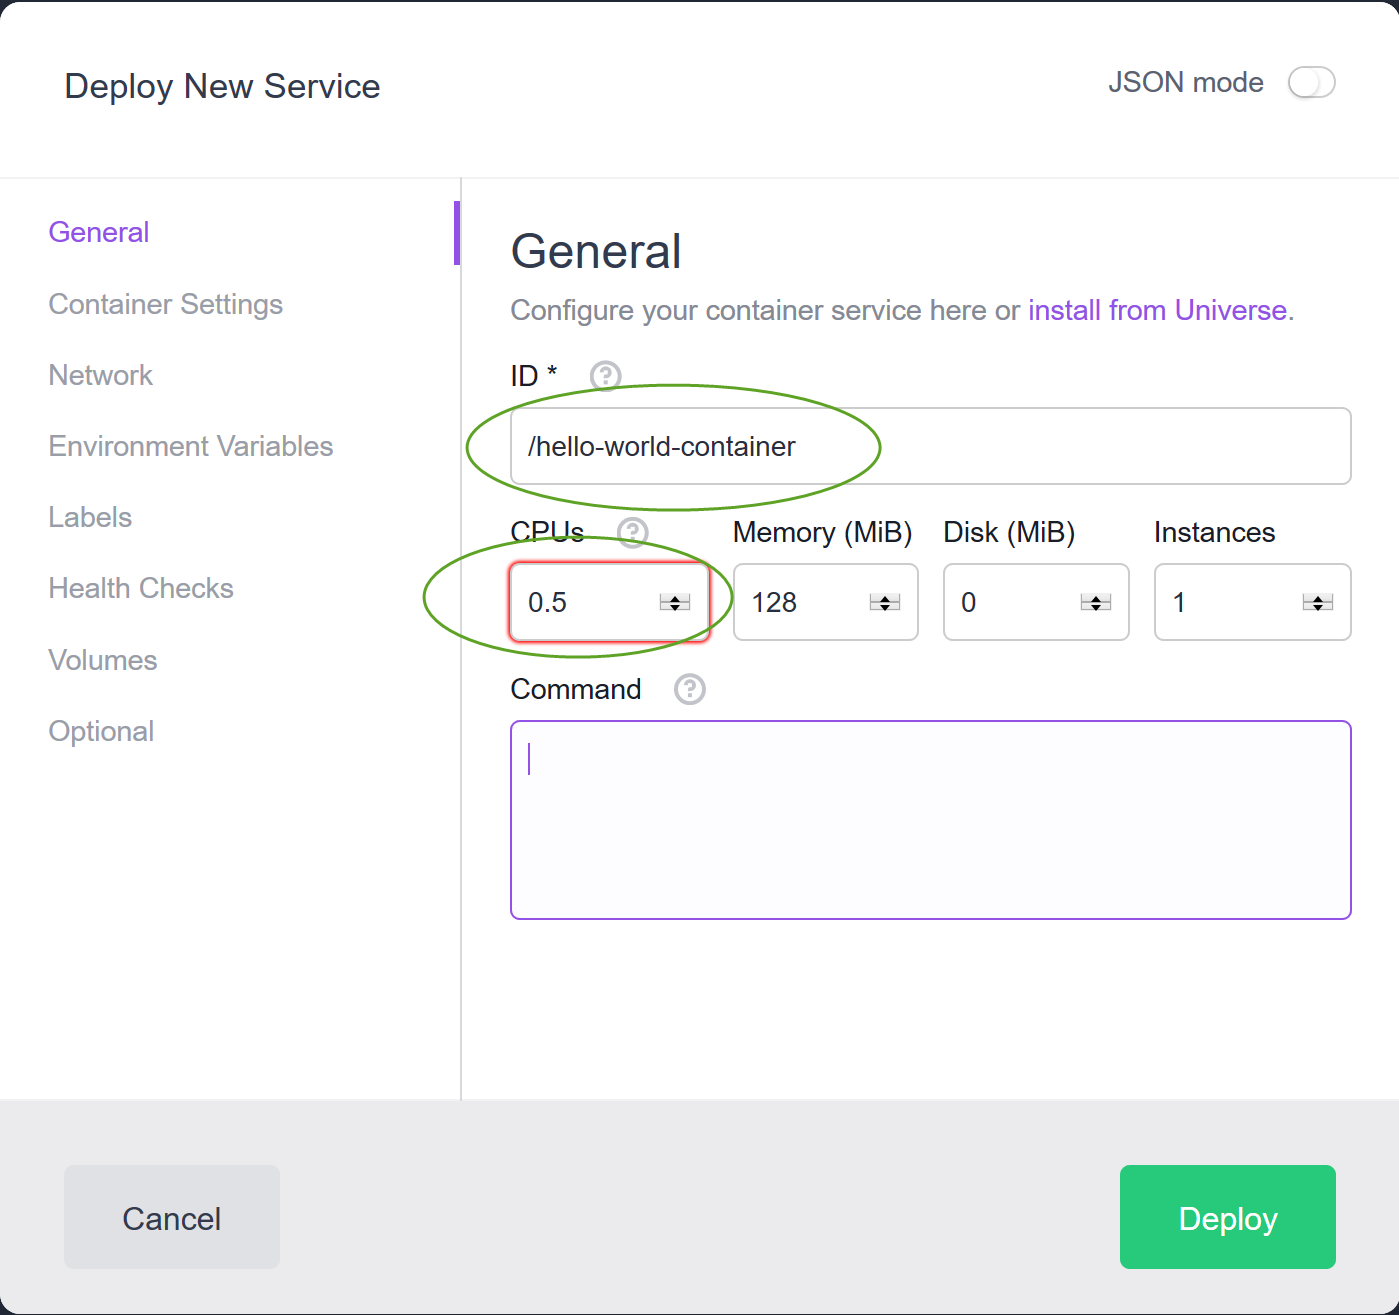 Deploy New Service
JSON mode
General
Container Settings
Network
Environment Variables
Labels
Health Checks
Volumes
Optional
General
Configure your container service here or install from Universe.
ID * ?
/hello-world-container
CPUs ? Memory (MiB) Disk (MiB) Instances
0.5 128 0 1
Command ?
Cancel
Deploy